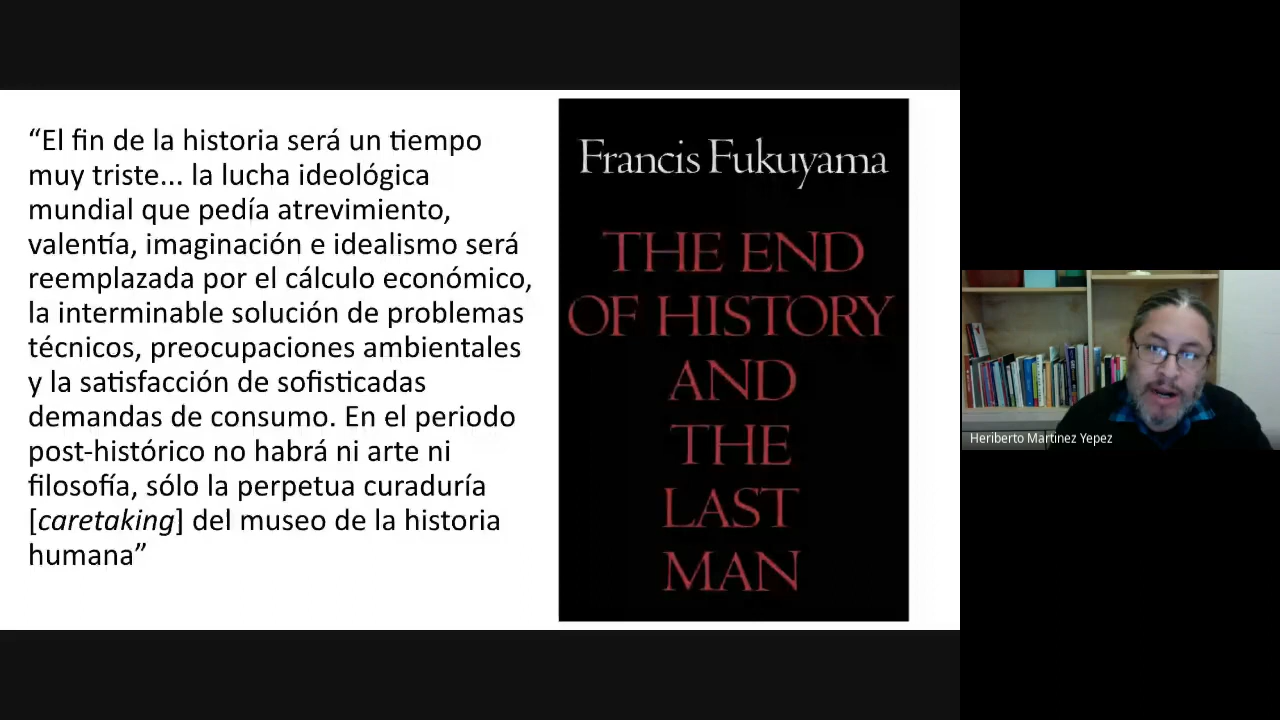 “El fin de la historia será un tiempo
muy triste... la lucha ideológica
mundial que pedía atrevimiento,
valentía, imaginación e idealismo será
reemplazada por el cálculo económico,
la interminable solución de problemas
técnicos, preocupaciones ambientales
y la satisfacción de sofisticadas
demandas de consumo. En el periodo
post-histórico no habrá ni arte ni
filosofía, sólo la perpetua curaduría
[caretaking] del museo de la historia
humana”
Francis Fukuyama
THE END
OF HISTORY
AND
THE
LAST
MAN
Heriberto Martinez Yepez